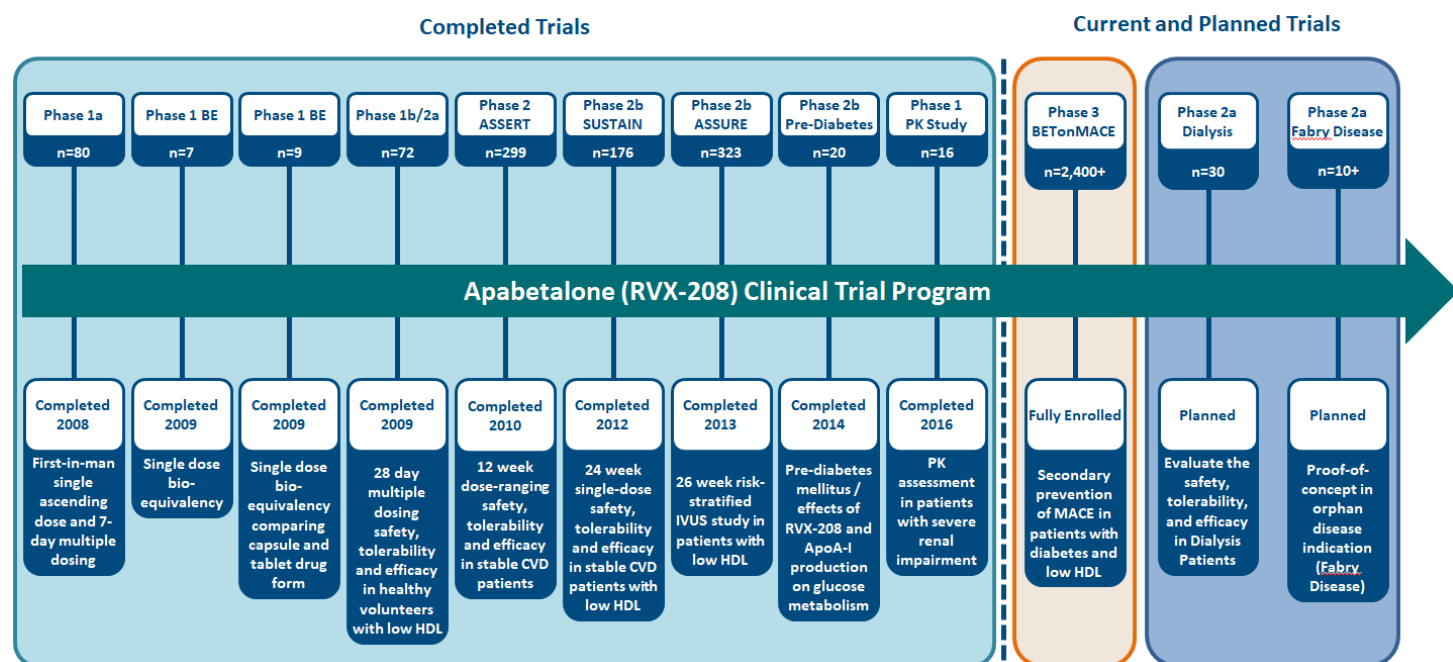 Completed Trials
Current and Planned Trials
Phase 1a
n=80
Phase 1 BE
n=7
Phase 1 BE
n=9
Phase 1b/2a
n=72
Phase 2
ASSERT
n=299
Phase 2b
SUSTAIN
n=176
Phase 2b
ASSURE
n=323
Phase 2b
Pre-Diabetes
n=20
Phase 1
PK Study
n=16
Phase 3
BETonMACE
n=2,400+
Phase 2a
Dialysis
n=30
Phase 2a
Fabry Disease
n=10+
Apabetalone (RVX-208) Clinical Trial Program
Completed
2008
First-in-man
single
ascending
dose and 7-
day multiple
dosing
Completed
2009
Single dose
bio-
equivalency
Completed
2009
Single dose
bio-
equivalency
comparing
capsule and
tablet drug
form
Completed
2009
28 day
multiple
dosing
safety,
tolerability
and efficacy
in healthy
volunteers
with low HDL
Completed
2010
12 week
dose-ranging
safety,
tolerability
and efficacy
in stable CVD
patients
Completed
2012
24 week
single-dose
safety,
tolerability
and efficacy
in stable CVD
patients with
low HDL
Completed
2013
26 week risk-
stratified
IVUS study in
patients with
low HDL
Completed
2014
Pre-diabetes
mellitus /
effects of
RVX-208 and
ApoA-I
production
on glucose
metabolism
Completed
2016
PK
assessment
in patients
with severe
renal
impairment
Fully Enrolled
Secondary
prevention
of MACE in
patients with
diabetes and
low HDL
Planned
Evaluate the
safety,
tolerability,
and efficacy
in Dialysis
Patients
Planned
Proof-of-
concept in
orphan
disease
indication
(Fabry
Disease)